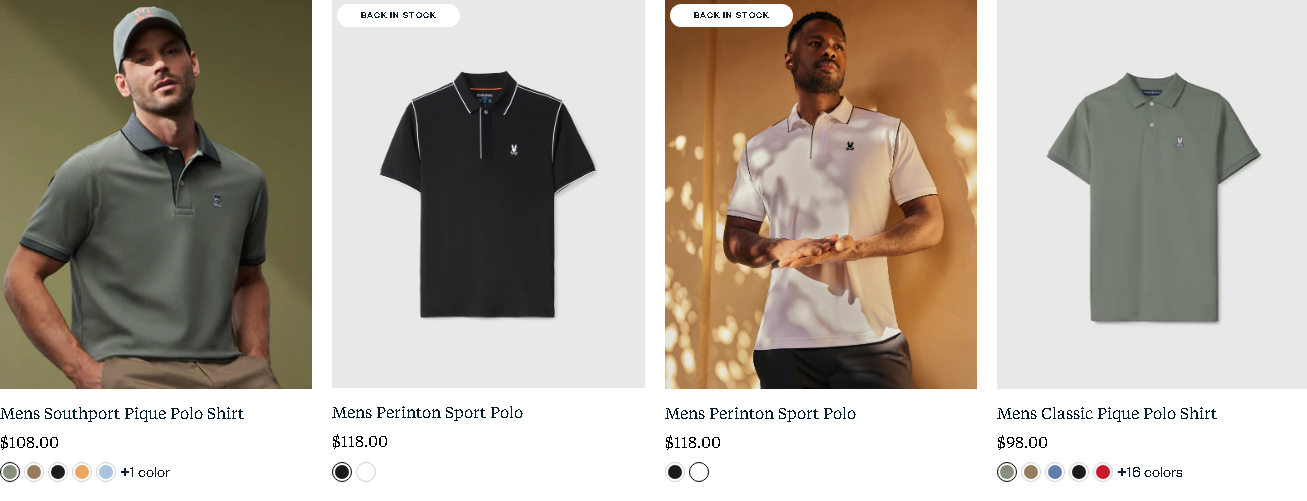 BACK IN STOCK
BACK IN STOCK
Mens Southport Pique Polo Shirt
$108.00
+1 color
Mens Perinton Sport Polo
$118.00
Mens Perinton Sport Polo
$118.00
Mens Classic Pique Polo Shirt
$98.00
+16 colors